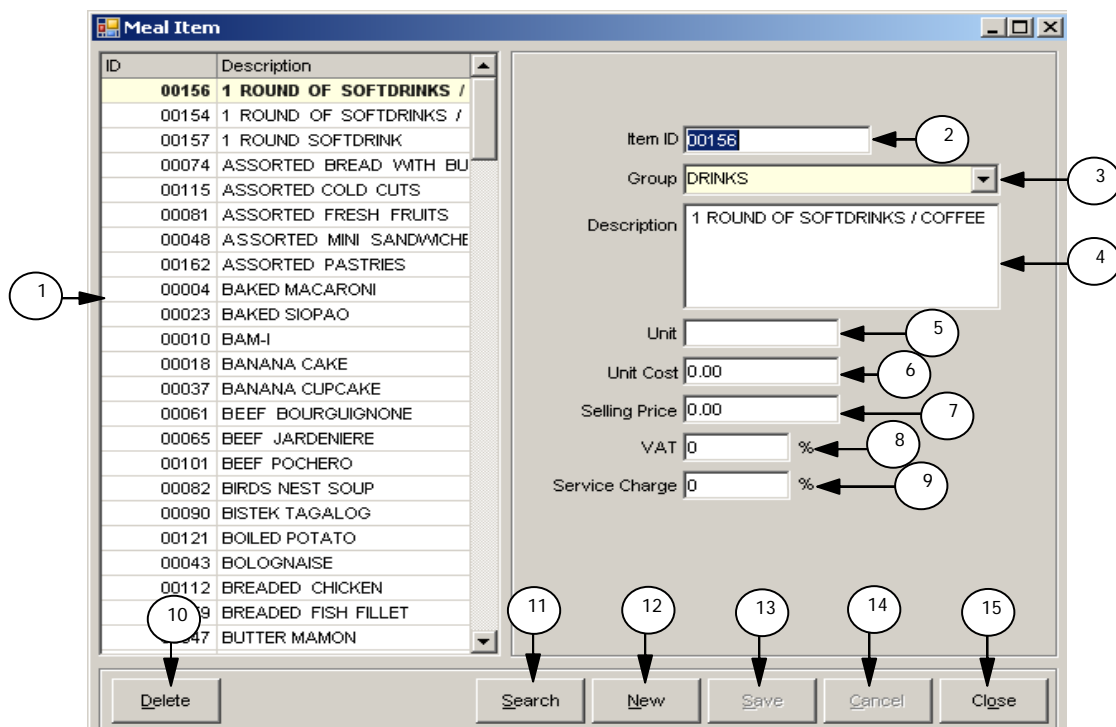 Meal Item
ID Description
00156 1 ROUND OF SOFTDRINKS /
00154 1 ROUND OF SOFTDRINKS /
00157 1 ROUND SOFTDRINK
00074 ASSORTED BREAD WITH BU
00115 ASSORTED COLD CUTS
00081 ASSORTED FRESH FRUITS
00048 ASSORTED MINI SANDWICHE
00162 ASSORTED PASTRIES
00004 BAKED MACARONI
00023 BAKED SIOPAO
00010 BAM-I
00018 BANANA CAKE
00037 BANANA CUPCAKE
00061 BEEF BOURGUIGNONE
00065 BEEF JARDENIERE
00101 BEEF POCHERO
00082 BIRDS NEST SOUP
00090 BISTEK TAGALOG
00121 BOILED POTATO
00043 BOLOGNAISE
00112 BREADED CHICKEN
9 BREADED FISH FILLET
47 BUTTER MAMON
1
Item ID 00156 2
Group DRINKS 3
Description 1 ROUND OF SOFTDRINKS / COFFEE 4
Unit 5
Unit Cost 0.00 6
Selling Price 0.00 7
VAT 0 % 8
Service Charge 0 % 9
10 11 12 13 14 15
Delete Search New Save Cancel Close